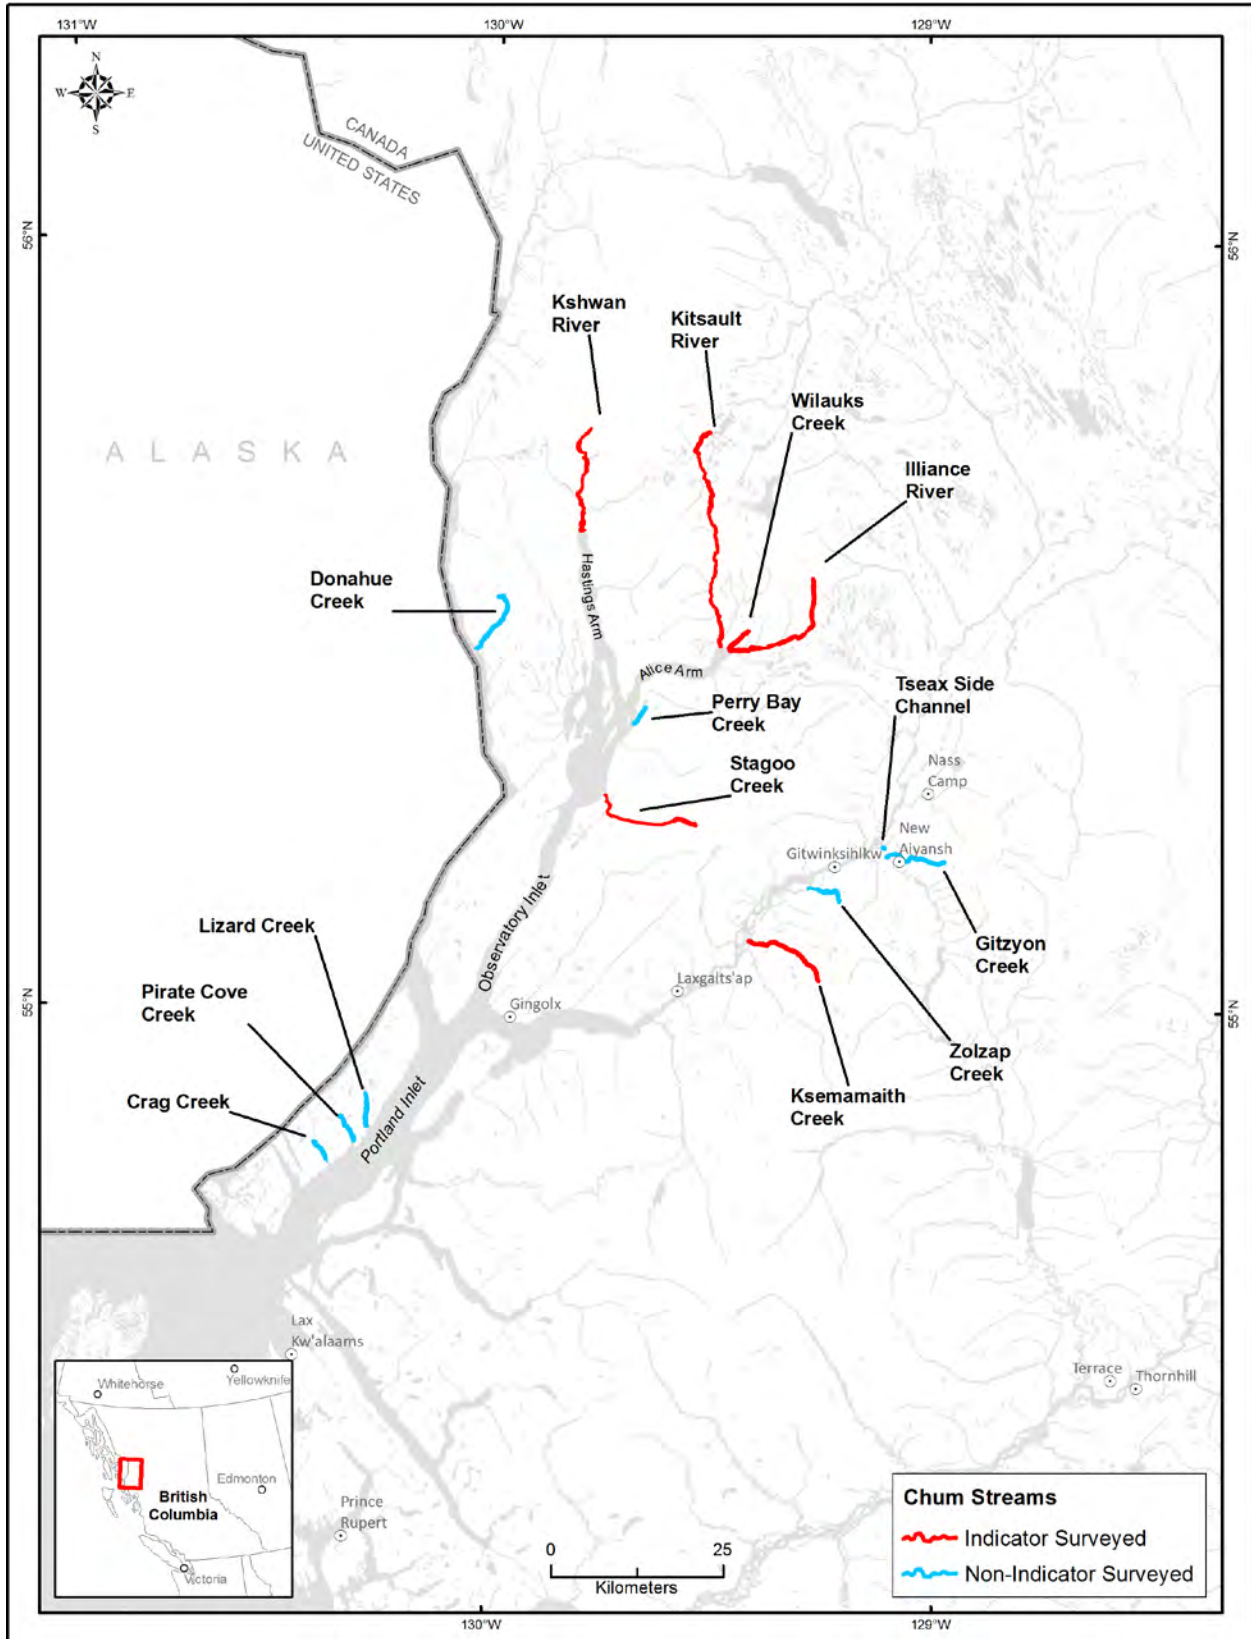 131°W
130°W
129°W
N
W
E
S
CANADA
UNITED STATES
56°N
56°N
Kshwan
River
Kitsault
River
Wilauks
Creek
ALASKA
Illiance
River
Donahue
Creek
Hastings Arm
Alice Arm
Tseax Side
Channel
Perry Bay
Creek
Stagoo
Creek
Nass
Camp
New
Aiyansh
Gitwinksihlkw
Observatory Inlet
Lizard Creek
Gitzyon
Creek
Laxgalts'ap
Pirate Cove
Creek
Gingolx
55°N
55°N
Zolzap
Creek
Ksemamaith
Creek
Crag Creek
Portland Inlet
Lax
Kw'alaams
Terrace
Thornhill
Whitehorse
Yellowknife
Edmonton
British
Columbia
Victoria
Prince
Rupert
0
25
Kilometers
Chum Streams
Indicator Surveyed
Non-Indicator Surveyed
130°W
129°W